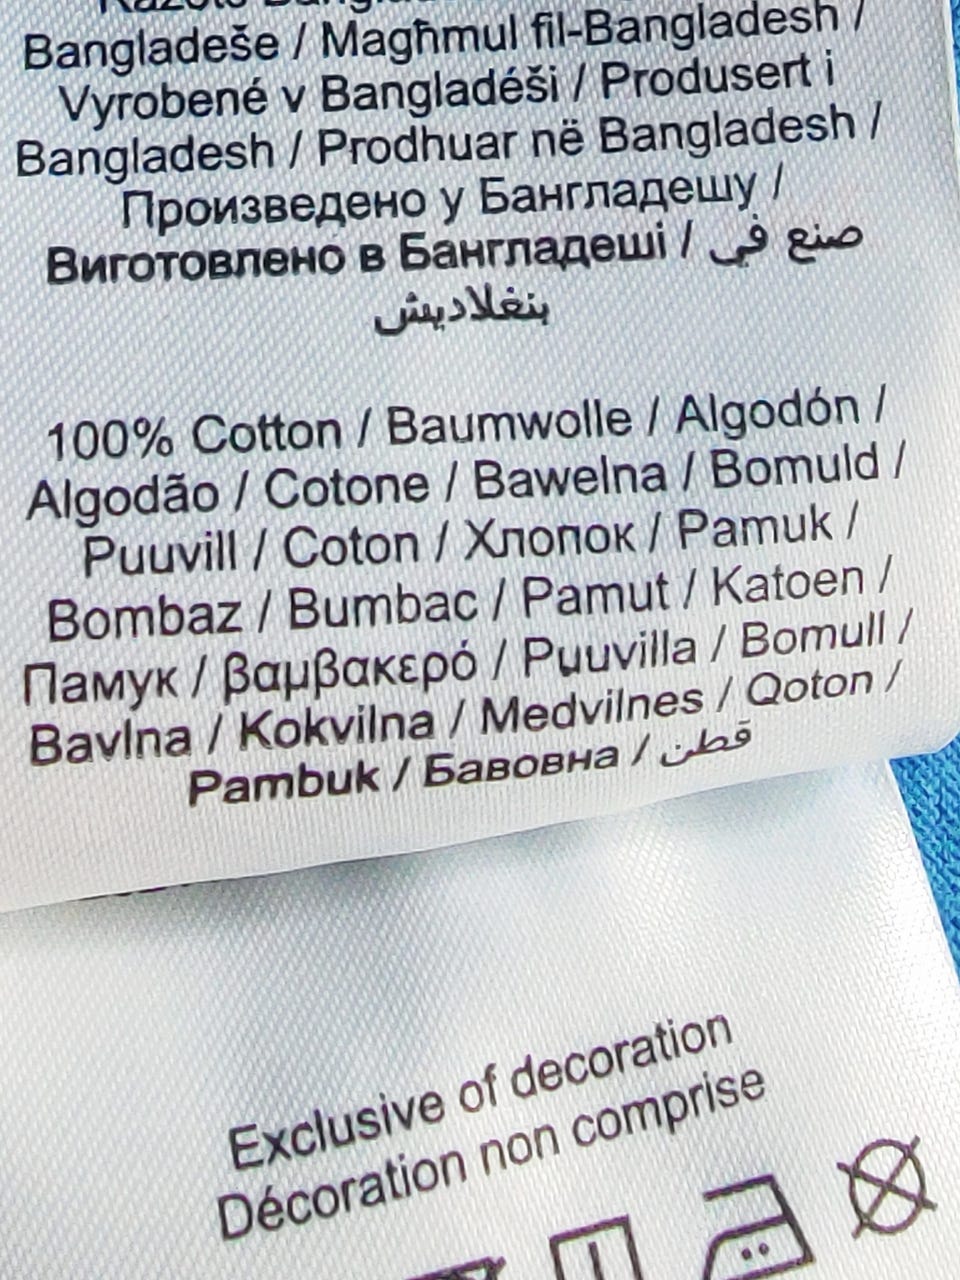 Bangladeše / Magħmul fil-Bangladesh /
Vyrobené v Bangladéši / Produsert i
Bangladesh / Prodhuar në Bangladesh /
Произведено у Бангладешу /
Виготовлено в Бангладеші / صنع في
بنغلاديش
100% Cotton / Baumwolle / Algodón /
Algodão / Cotone / Bawełna / Bomuld /
Puuvill / Coton / Хлопок / Pamuk /
Bombaz / Bumbac / Pamut / Katoen /
Памук / βαμβακερό / Puuvilla / Bomull /
Bavlna / Kokvilna / Medvilnes / Qoton /
Pambuk / Бавовна / قطن
Exclusive of decoration
Décoration non comprise